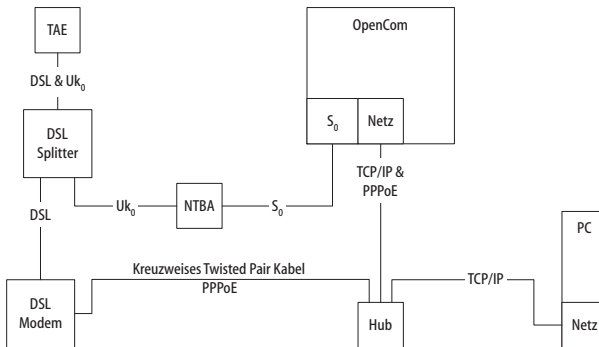 TAE
OpenCom
DSL & Uk₀
S₀
Netz
DSL
Splitter
TCP/IP &
PPPoE
DSL
Uk₀
NTBA
S₀
PC
Kreuzweises Twisted Pair Kabel
PPPoE
TCP/IP
DSL
Modem
Hub
Netz